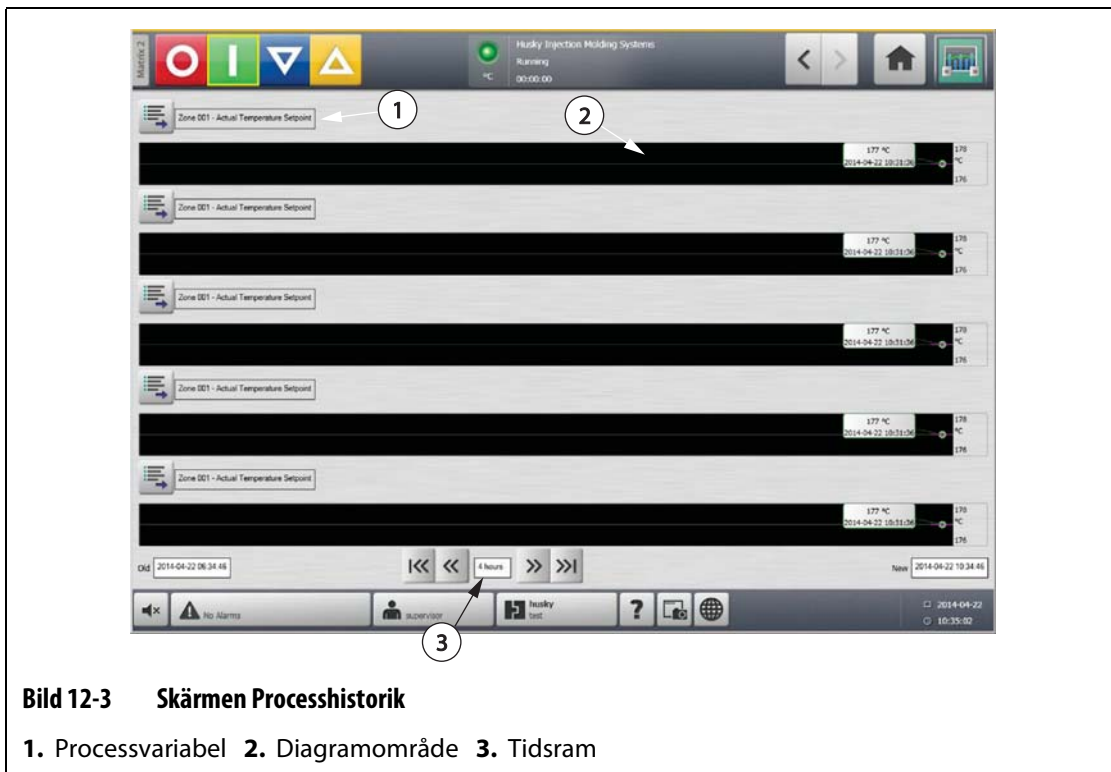 Matrix 2
Husky Injection Molding Systems
Running
°C
00:00:00
Zone 001 - Actual Temperature Setpoint
1
2
177 °C
2014-04-22 10:31:36
178
°C
176
Zone 001 - Actual Temperature Setpoint
177 °C
2014-04-22 10:31:36
178
°C
176
Zone 001 - Actual Temperature Setpoint
177 °C
2014-04-22 10:31:36
178
°C
176
Zone 001 - Actual Temperature Setpoint
177 °C
2014-04-22 10:31:36
178
°C
176
Zone 001 - Actual Temperature Setpoint
177 °C
2014-04-22 10:31:36
178
°C
176
Old 2014-04-22 06:34:46
4 hours
New 2014-04-22 10:34:46
No Alarms
supervisor
husky
test
?
2014-04-22
10:35:02
3
Bild 12-3 Skärmen Processhistorik
1. Processvariabel 2. Diagramområde 3. Tidsram